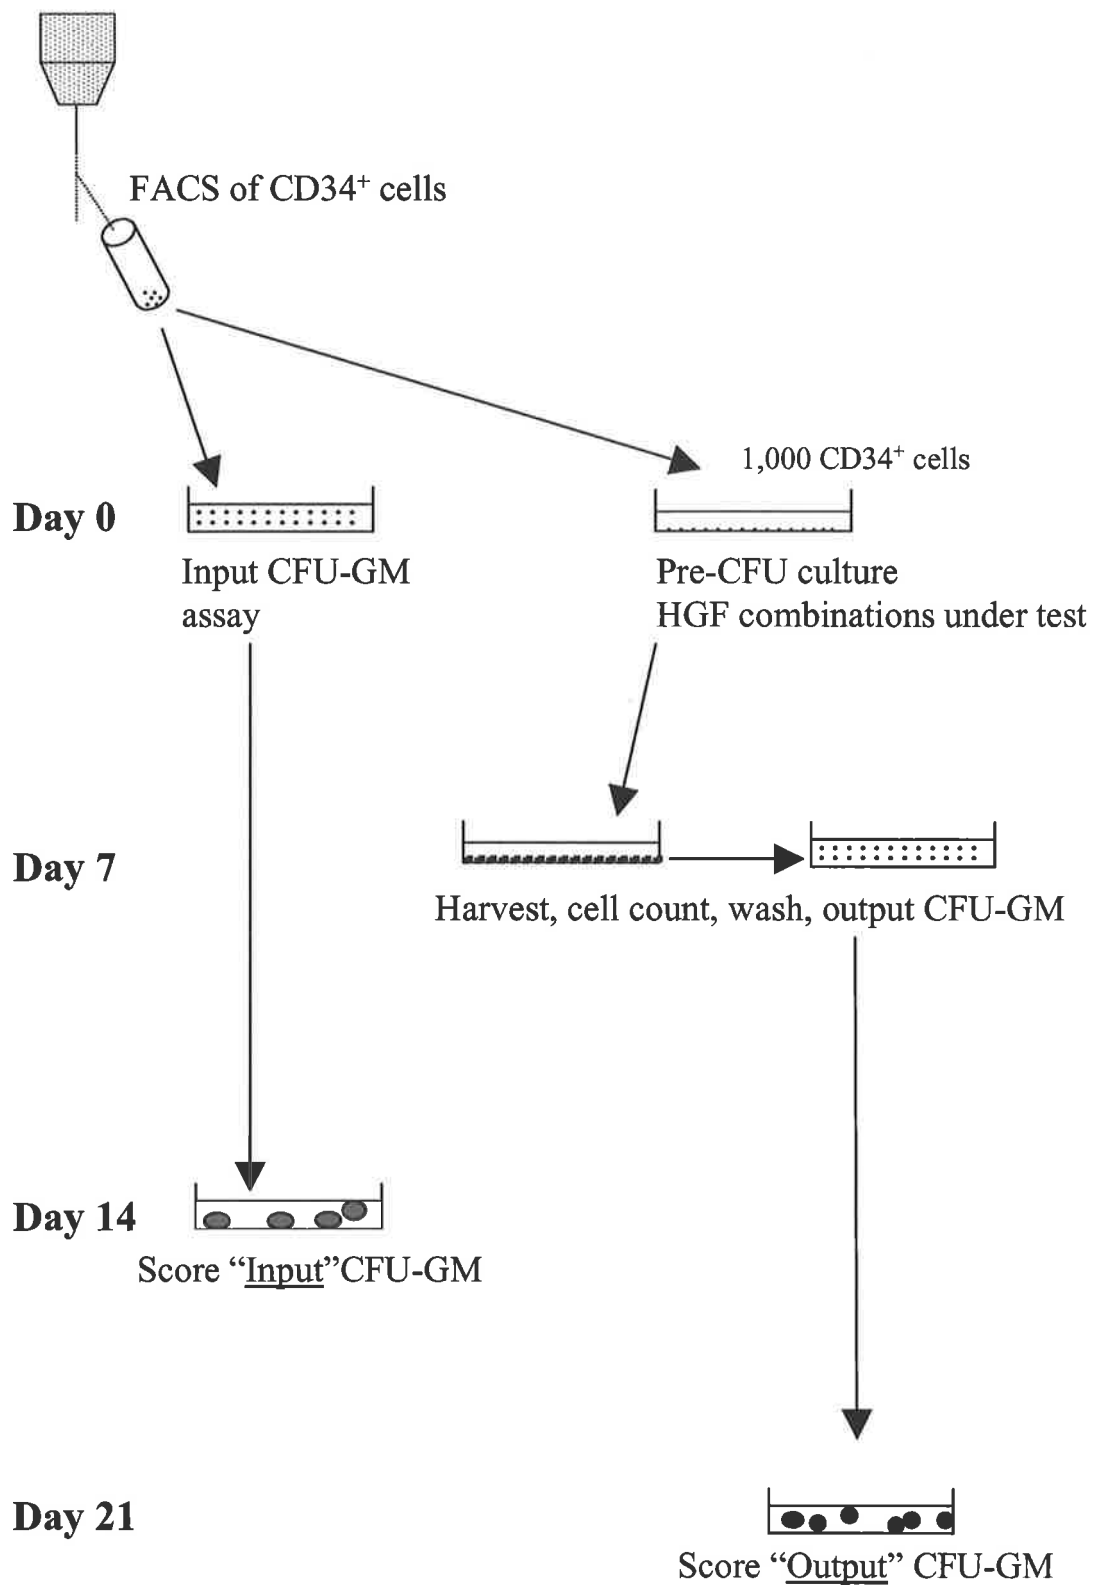 FACS of CD34⁺ cells
1,000 CD34⁺ cells
Day 0
Input CFU-GM
assay
Pre-CFU culture
HGF combinations under test
Day 7
Harvest, cell count, wash, output CFU-GM
Day 14
Score “Input”CFU-GM
Day 21
Score “Output” CFU-GM